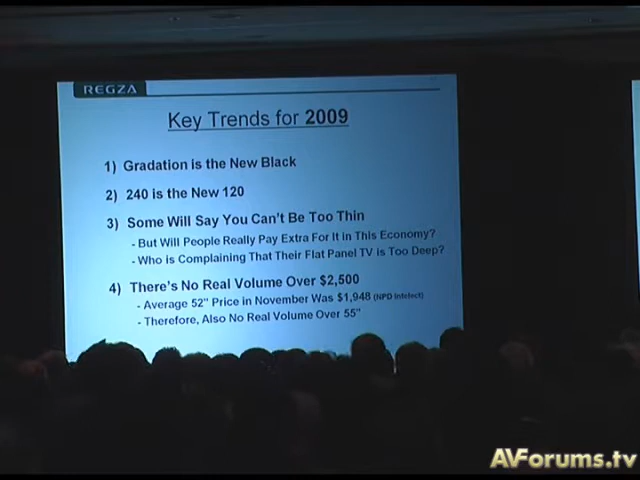 REGZA
Key Trends for 2009
1) Gradation is the New Black
2) 240 is the New 120
3) Some Will Say You Can't Be Too Thin
- But Will People Really Pay Extra For It in This Economy?
- Who is Complaining That Their Flat Panel TV is Too Deep?
4) There's No Real Volume Over $2,500
- Average 52" Price in November Was $1,948 (NPD Intelect)
- Therefore, Also No Real Volume Over 55"
AVForums.tv